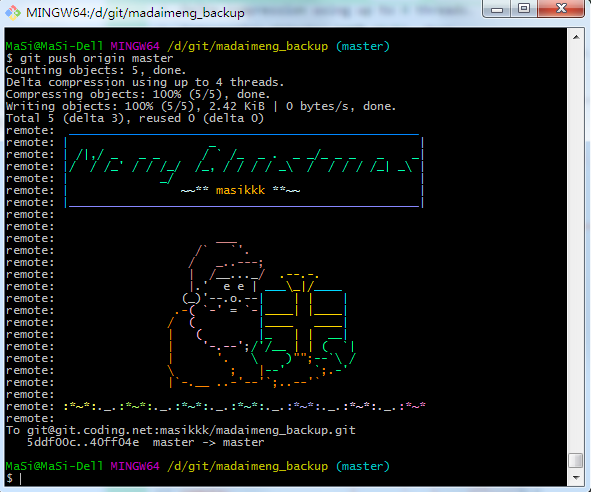 MINGW64:/d/git/madaimeng_backup
MaSi@MaSi-Dell MINGW64 /d/git/madaimeng_backup (master)
$ git push origin master
Counting objects: 5, done.
Delta compression using up to 4 threads.
Compressing objects: 100% (5/5), done.
Writing objects: 100% (5/5), 2.42 KiB | 0 bytes/s, done.
Total 5 (delta 3), reused 0 (delta 0)
remote:
remote:
remote:
remote:
remote:
remote: ~~** masikkk **~~
remote:
remote:
remote:
remote:
remote:
remote:
remote:
remote: e e
remote:
remote:
remote:
remote:
remote:
remote:
remote:
remote:
remote:
remote: :*~*:._.:*~*:._.:*~*:._.:*~*:._.:*~*:._.:*~*:._.:*~*
remote:
To git@git.coding.net:masikkk/madaimeng_backup.git
5ddf00c..40ff04e master -> master
MaSi@MaSi-Dell MINGW64 /d/git/madaimeng_backup (master)
$